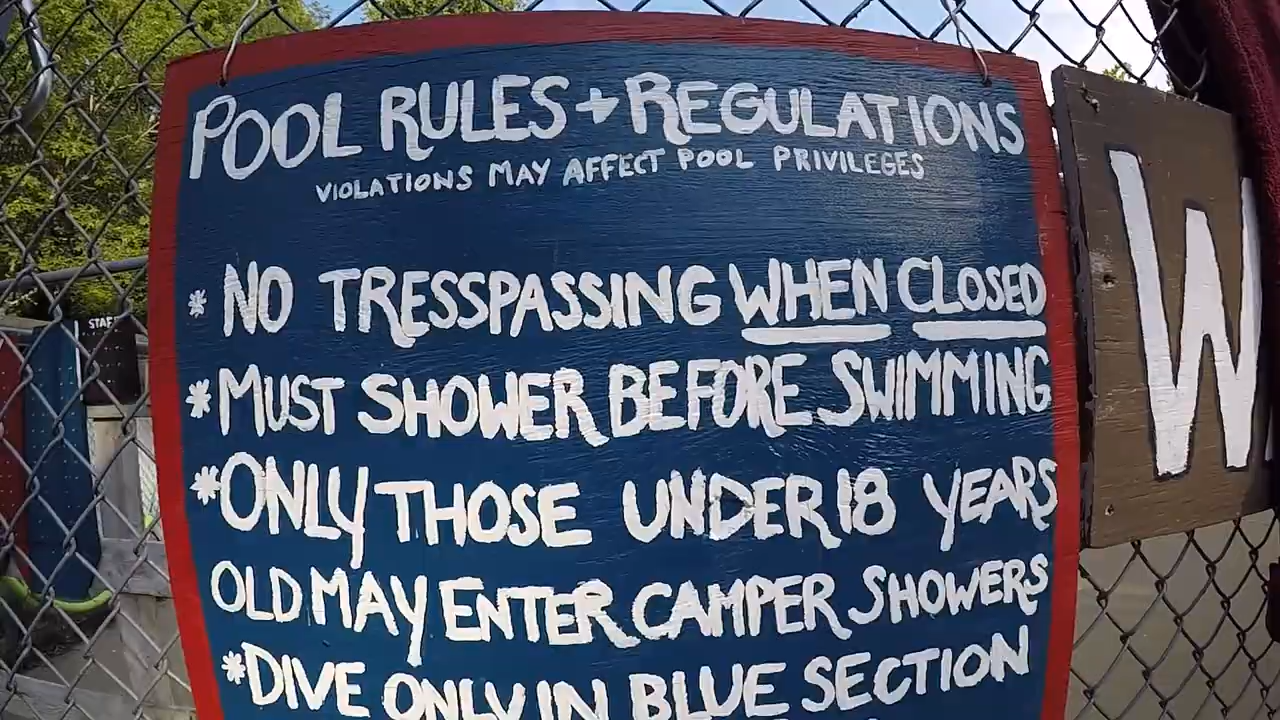 POOL RULES + REGULATIONS
VIOLATIONS MAY AFFECT POOL PRIVILEGES
* NO TRESSPASSING WHEN CLOSED
* MUST SHOWER BEFORE SWIMMING
* ONLY THOSE UNDER 18 YEARS
OLD MAY ENTER CAMPER SHOWERS
* DIVE ONLY IN BLUE SECTION
W
STAF